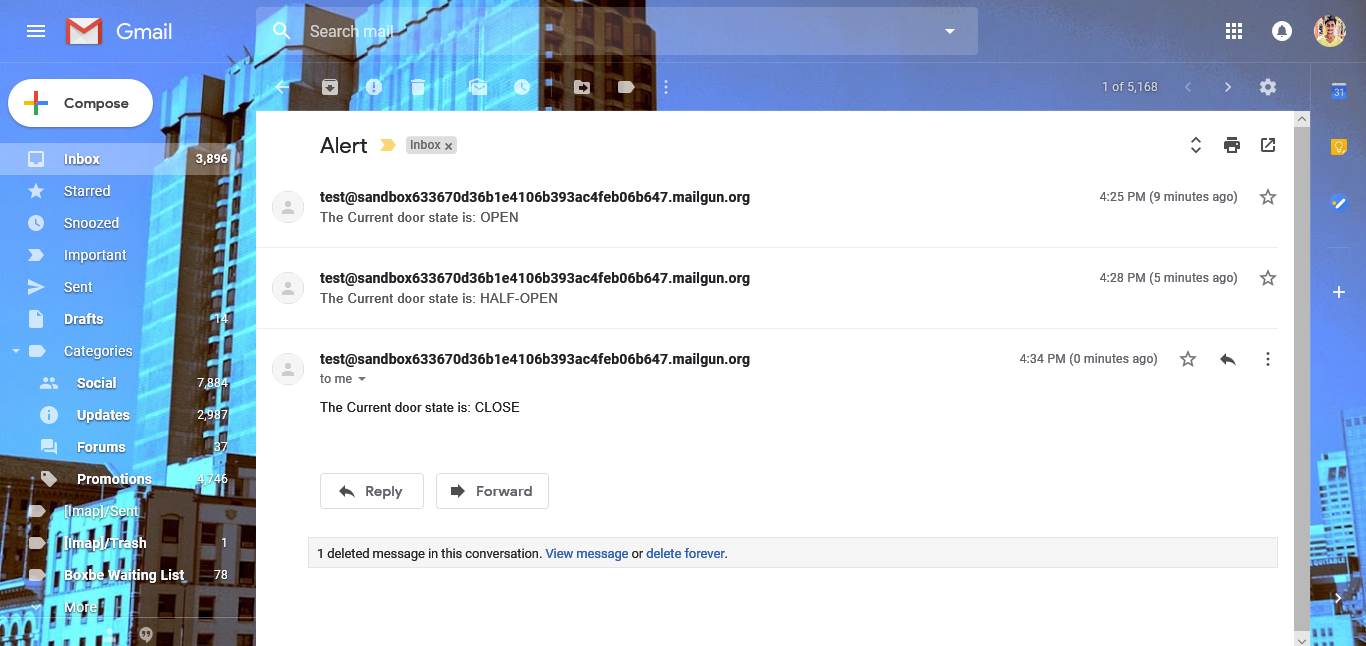 Gmail
Search mail
Compose
1 of 5,168
31
Inbox 3,896
Starred
Snoozed
Important
Sent
Drafts 14
Categories
Social 7,884
Updates 2,987
Forums 37
Promotions 4,746
[Imap]/Sent
[Imap]/Trash 1
Boxbe Waiting List 78
More
Alert Inbox x
test@sandbox633670d36b1e4106b393ac4feb06b647.mailgun.org 4:25 PM (9 minutes ago)
The Current door state is: OPEN
test@sandbox633670d36b1e4106b393ac4feb06b647.mailgun.org 4:28 PM (5 minutes ago)
The Current door state is: HALF-OPEN
test@sandbox633670d36b1e4106b393ac4feb06b647.mailgun.org 4:34 PM (0 minutes ago)
to me
The Current door state is: CLOSE
Reply Forward
1 deleted message in this conversation. View message or delete forever.